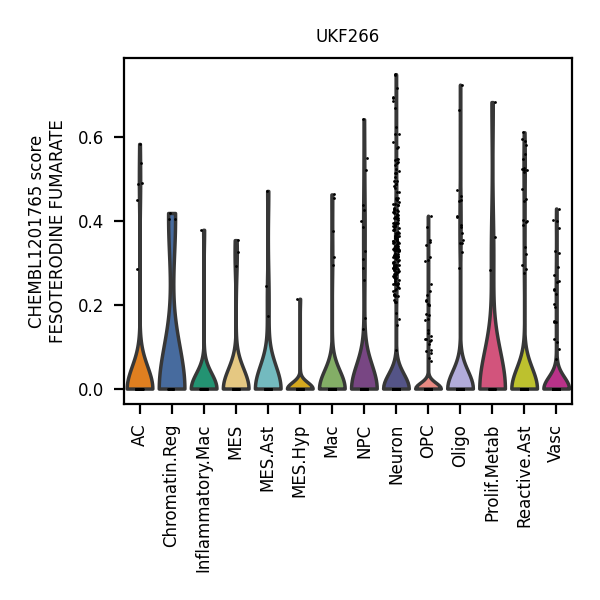 UKF266
CHEMBL1201765 score
FESOTERODINE FUMARATE
0.6
0.4
0.2
0.0
AC
Chromatin.Reg
Inflammatory.Mac
MES
MES.Ast
MES.Hyp
Mac
NPC
Neuron
OPC
Oligo
Prolif.Metab
Reactive.Ast
Vasc